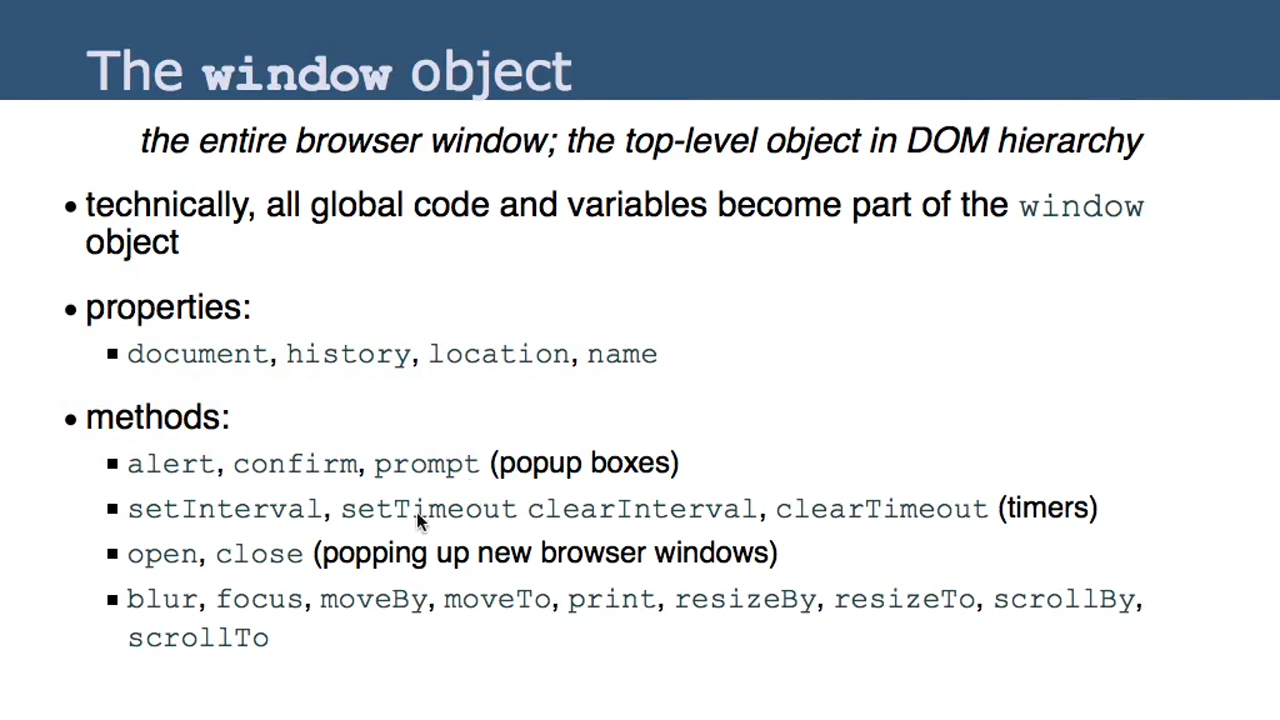 The window object
the entire browser window; the top-level object in DOM hierarchy
• technically, all global code and variables become part of the window
object
• properties:
▪ document, history, location, name
• methods:
▪ alert, confirm, prompt (popup boxes)
▪ setInterval, setTimeout clearInterval, clearTimeout (timers)
▪ open, close (popping up new browser windows)
▪ blur, focus, moveBy, moveTo, print, resizeBy, resizeTo, scrollBy,
scrollTo